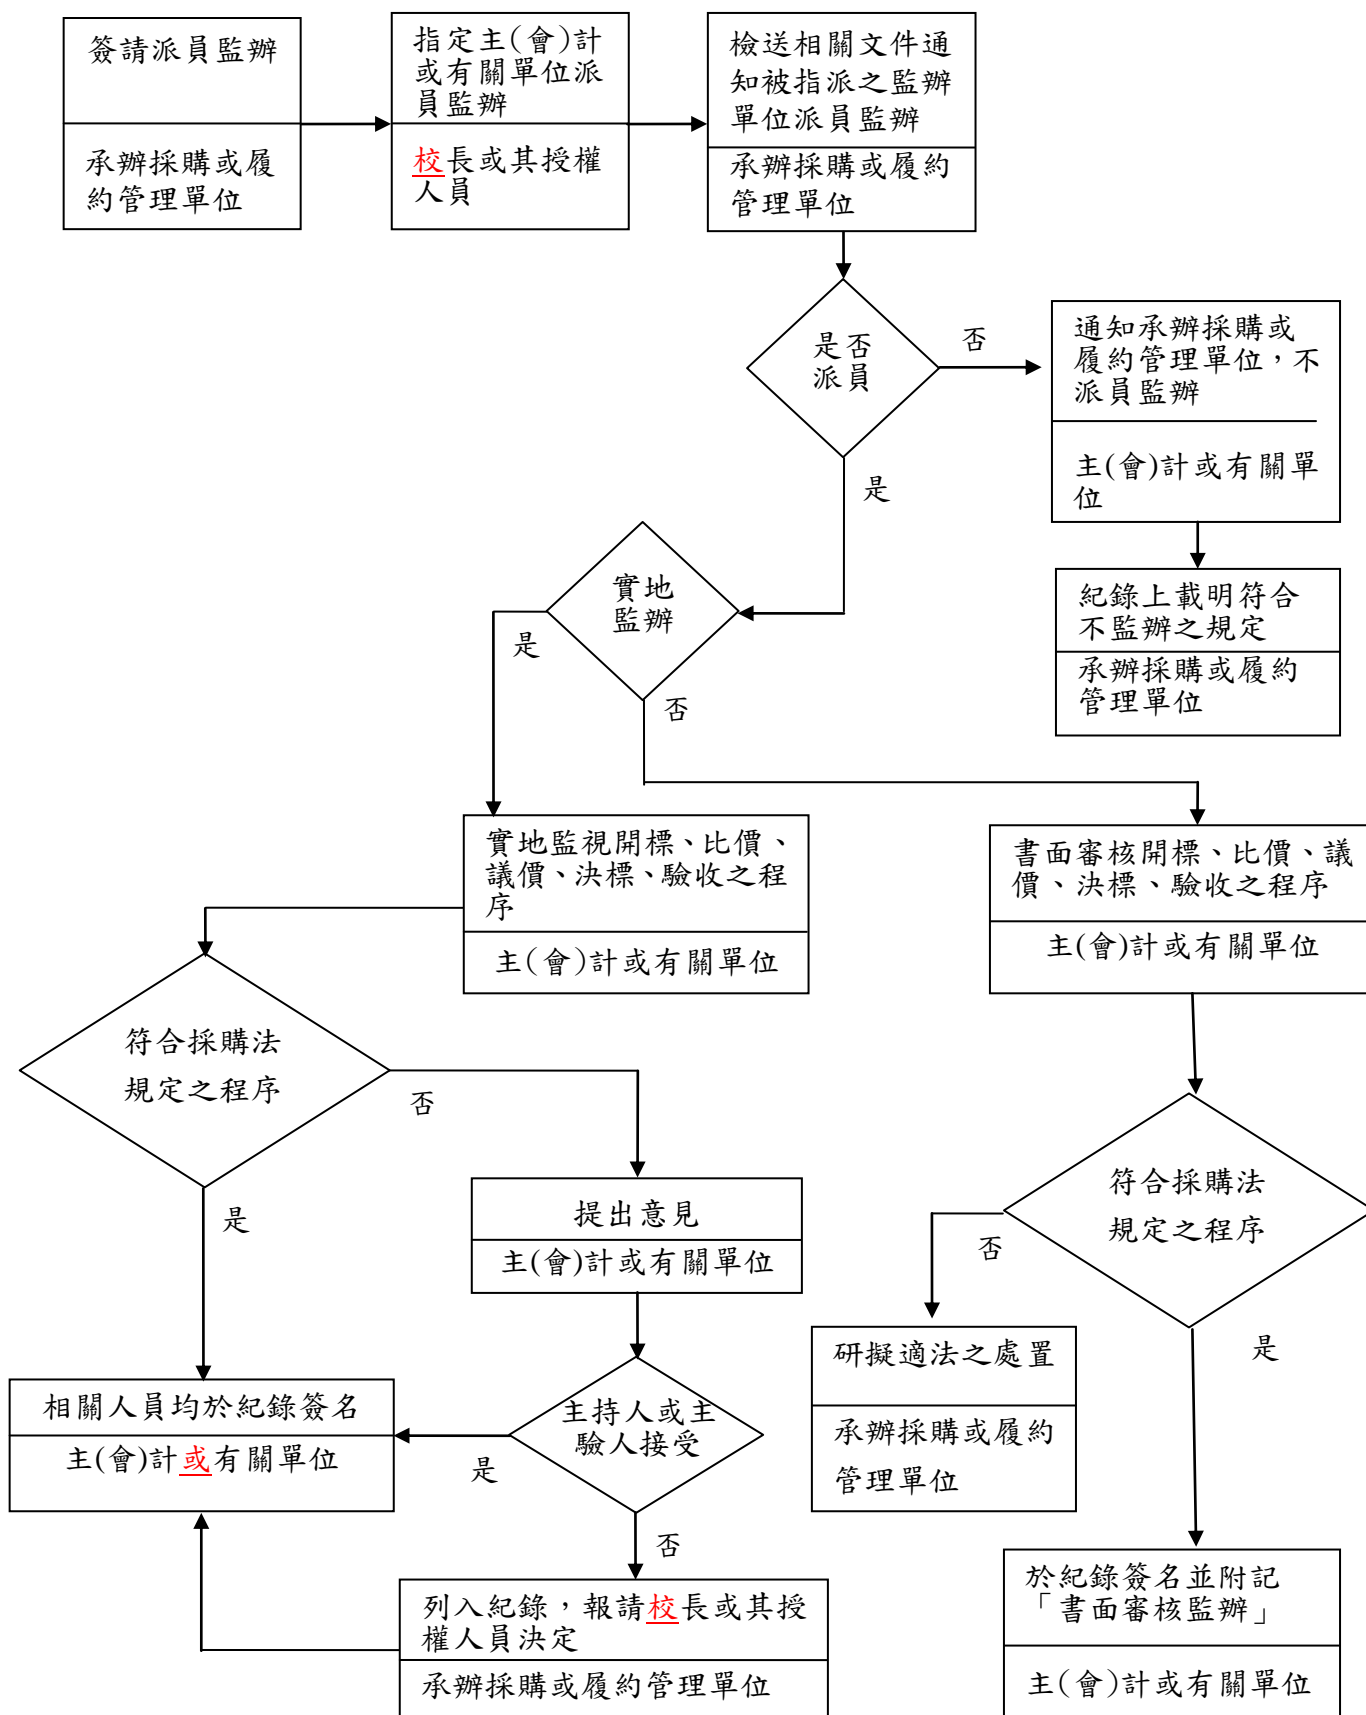 簽請派員監辦
承辦採購或履
約管理單位
指定主(會)計
或有關單位派
員監辦
校長或其授權
人員
檢送相關文件通
知被指派之監辦
單位派員監辦
承辦採購或履約
管理單位
是否
派員
否
是
通知承辦採購或
履約管理單位，不
派員監辦
主(會)計或有關單
位
紀錄上載明符合
不監辦之規定
承辦採購或履約
管理單位
實地
監辦
是
否
實地監視開標、比價、
議價、決標、驗收之程
序
主(會)計或有關單位
書面審核開標、比價、議
價、決標、驗收之程序
主(會)計或有關單位
符合採購法
規定之程序
否
是
提出意見
主(會)計或有關單位
符合採購法
規定之程序
否
是
研擬適法之處置
承辦採購或履約
管理單位
主持人或主
驗人接受
是
否
相關人員均於紀錄簽名
主(會)計或有關單位
列入紀錄，報請校長或其授
權人員決定
承辦採購或履約管理單位
於紀錄簽名並附記
「書面審核監辦」
主(會)計或有關單位